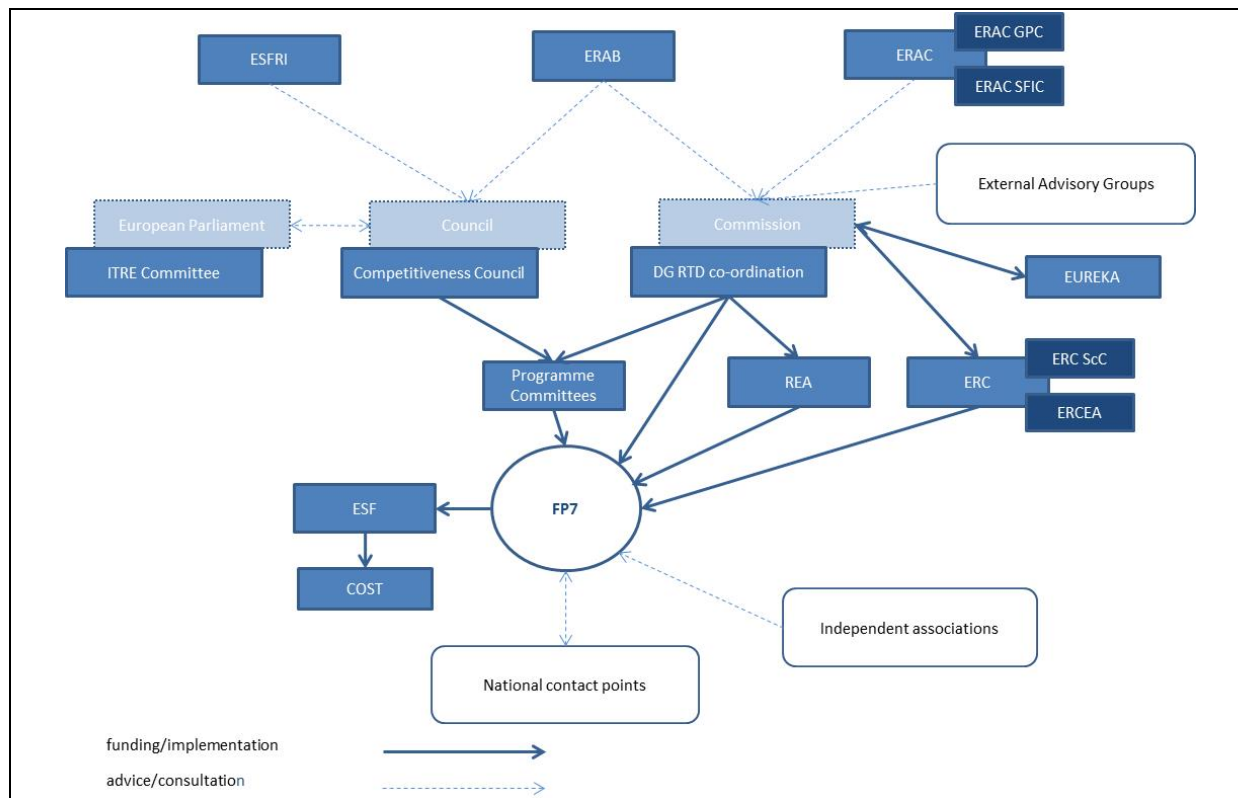 ERAC GPC
ESFRI
ERAB
ERAC
ERAC SFIC
External Advisory Groups
European Parliament
Council
Commission
ITRE Committee
Competitiveness Council
DG RTD co-ordination
EUREKA
ERC ScC
Programme
Committees
REA
ERC
ERCEA
ESF
FP7
COST
Independent associations
National contact points
funding/implementation
advice/consultation